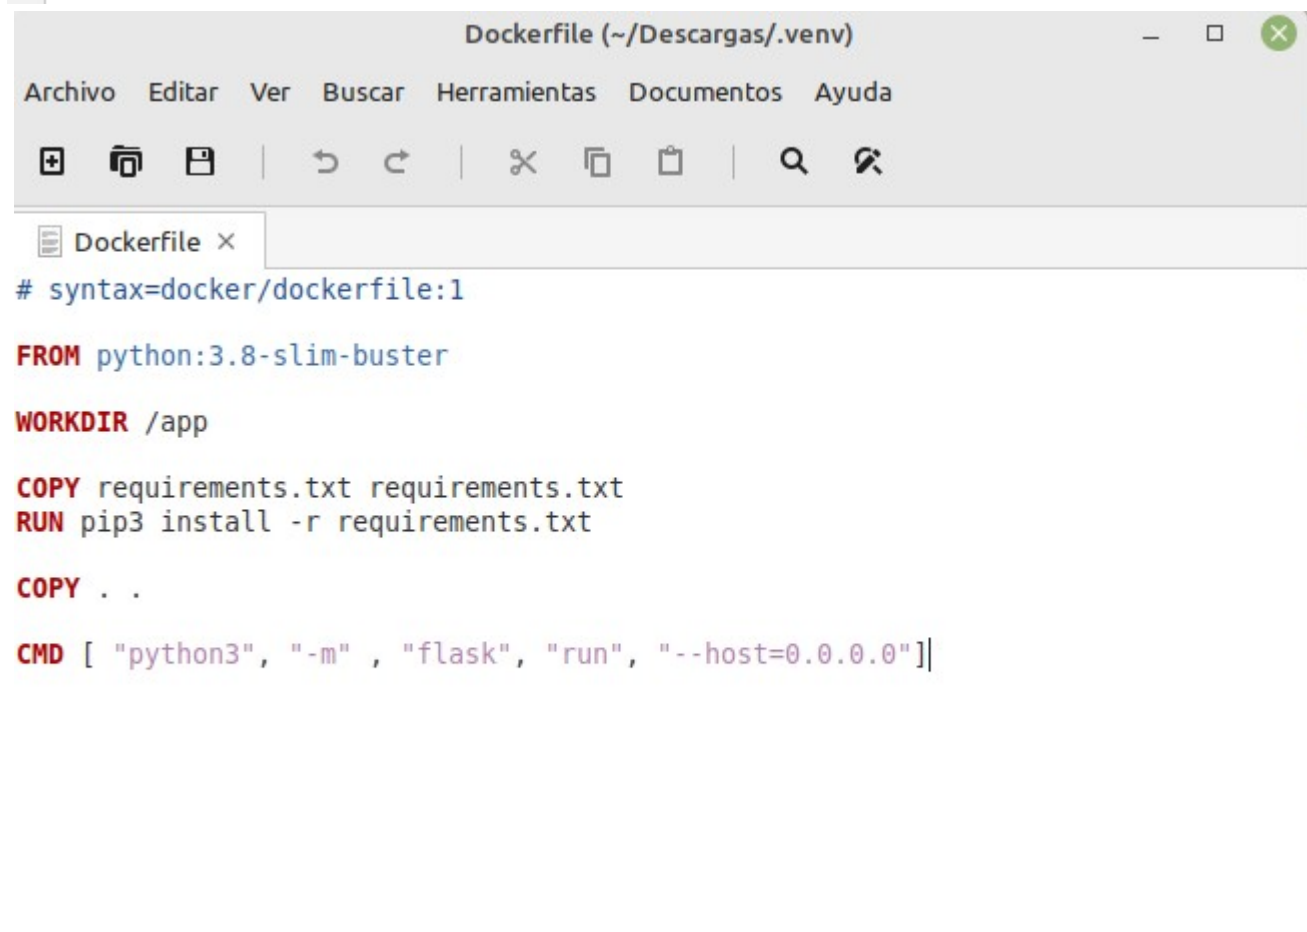 Dockerfile (~/Descargas/.venv)
Archivo Editar Ver Buscar Herramientas Documentos Ayuda
Dockerfile
# syntax=docker/dockerfile:1
FROM python:3.8-slim-buster
WORKDIR /app
COPY requirements.txt requirements.txt
RUN pip3 install -r requirements.txt
COPY . .
CMD [ "python3", "-m" , "flask", "run", "--host=0.0.0.0"]